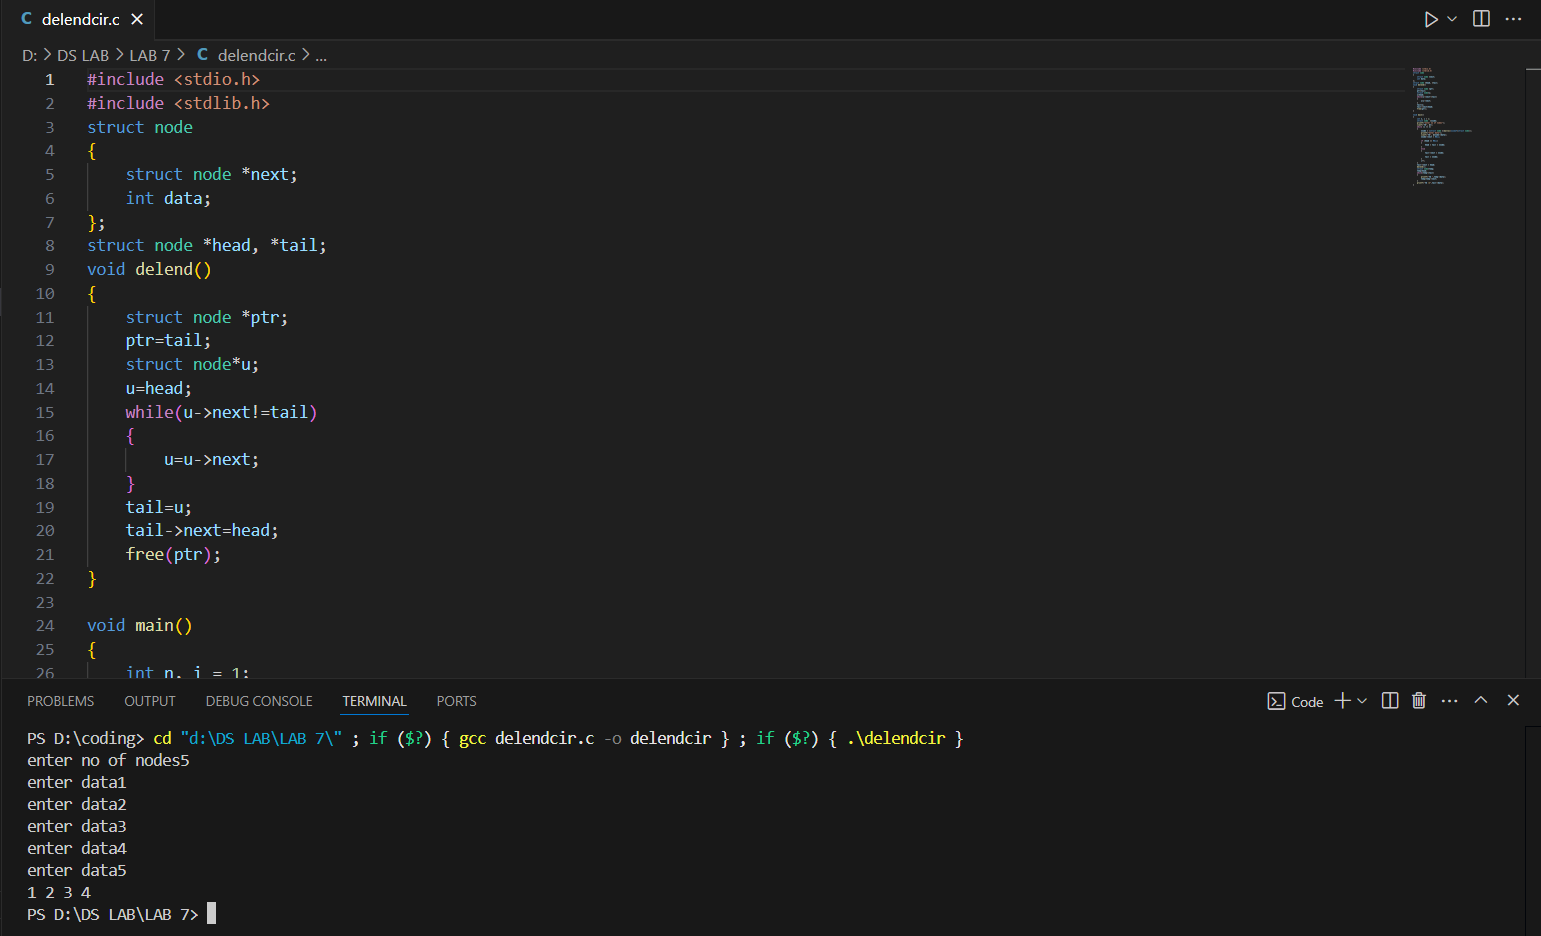 C delendcir.c
D: > DS LAB > LAB 7 > C delendcir.c > ...
1 #include <stdio.h>
2 #include <stdlib.h>
3 struct node
4 {
5 struct node *next;
6 int data;
7 };
8 struct node *head, *tail;
9 void delend()
10 {
11 struct node *ptr;
12 ptr=tail;
13 struct node*u;
14 u=head;
15 while(u->next!=tail)
16 {
17 u=u->next;
18 }
19 tail=u;
20 tail->next=head;
21 free(ptr);
22 }
23
24 void main()
25 {
26 int n, i = 1;
PROBLEMS OUTPUT DEBUG CONSOLE TERMINAL PORTS Code
PS D:\coding> cd "d:\DS LAB\LAB 7\" ; if ($?) { gcc delendcir.c -o delendcir } ; if ($?) { .\delendcir }
enter no of nodes5
enter data1
enter data2
enter data3
enter data4
enter data5
1 2 3 4
PS D:\DS LAB\LAB 7>